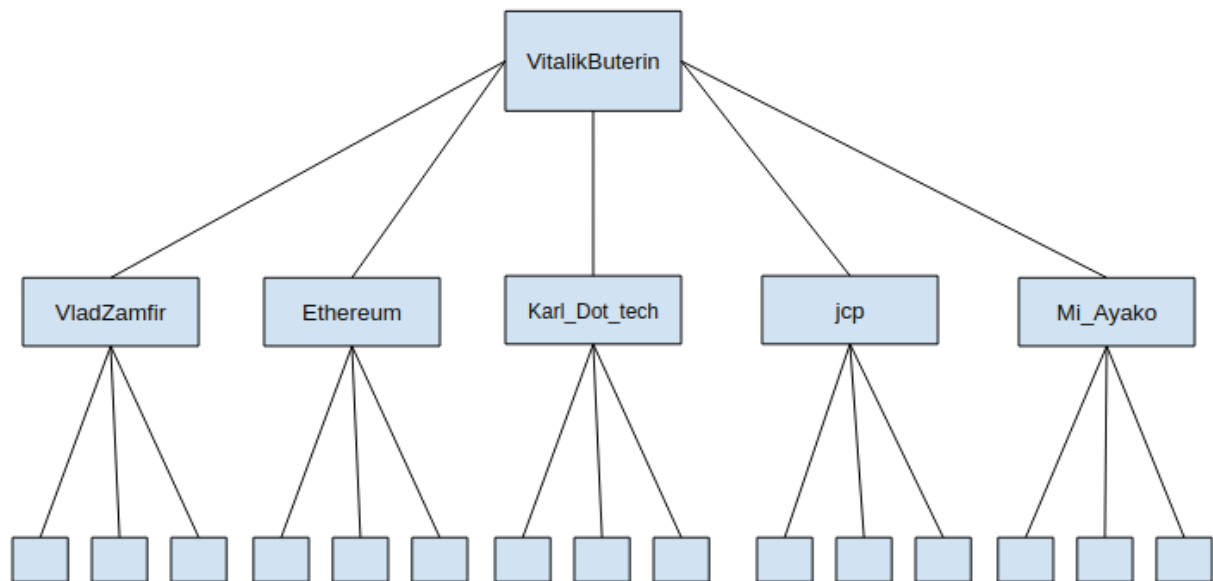 VitalikButerin
VladZamfir
Ethereum
Karl_Dot_tech
jcp
Mi_Ayako